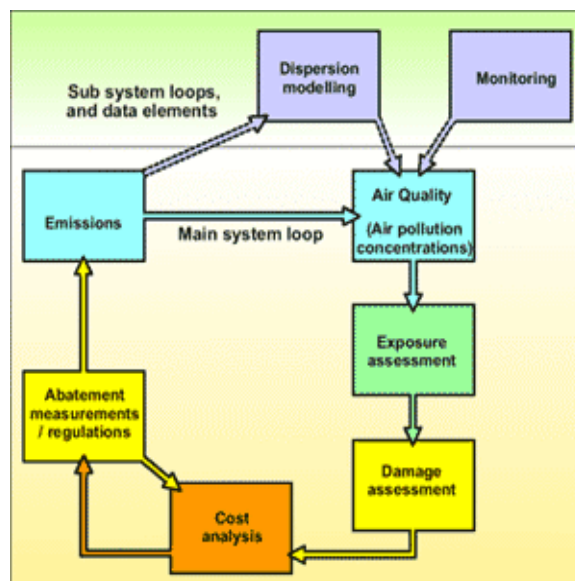 Dispersion
modelling
Monitoring
Sub system loops,
and data elements
Emissions
Main system loop
Air Quality
(Air pollution
concentrations)
Exposure
assessment
Abatement
measurements
/ regulations
Damage
assessment
Cost
analysis